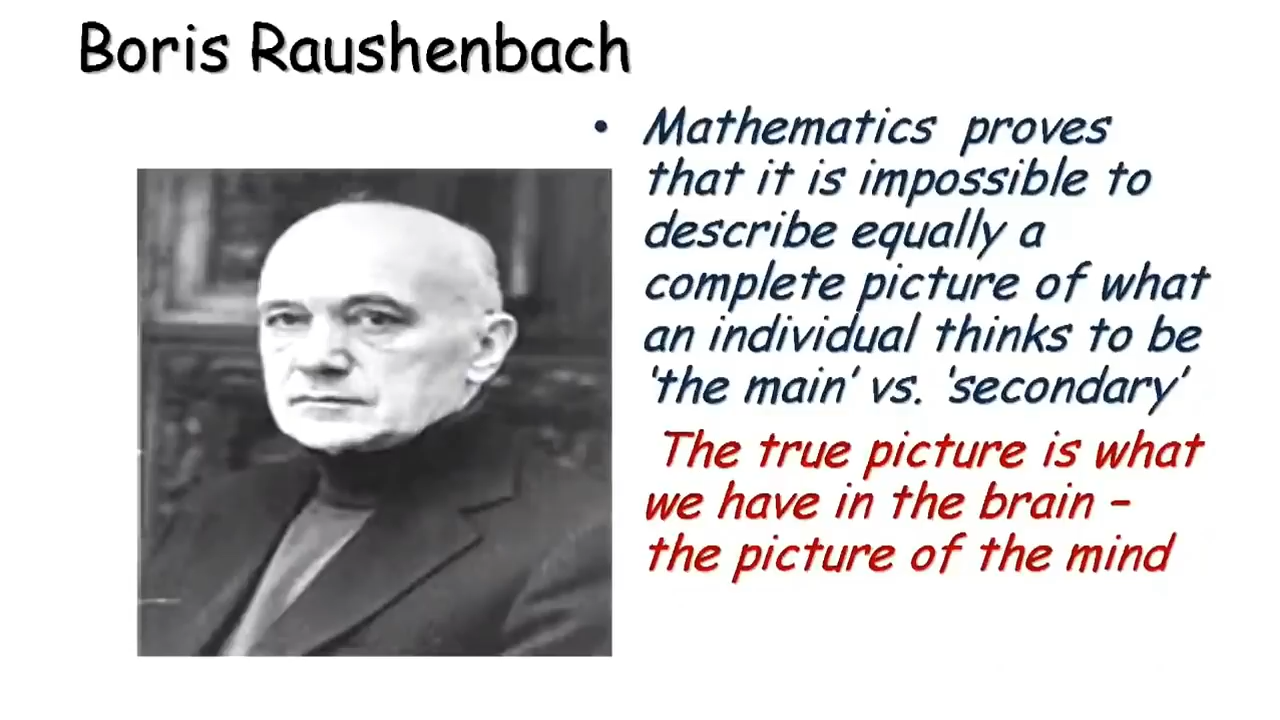 Boris Raushenbach
• Mathematics proves
that it is impossible to
describe equally a
complete picture of what
an individual thinks to be
‘the main’ vs. ‘secondary’
The true picture is what
we have in the brain –
the picture of the mind